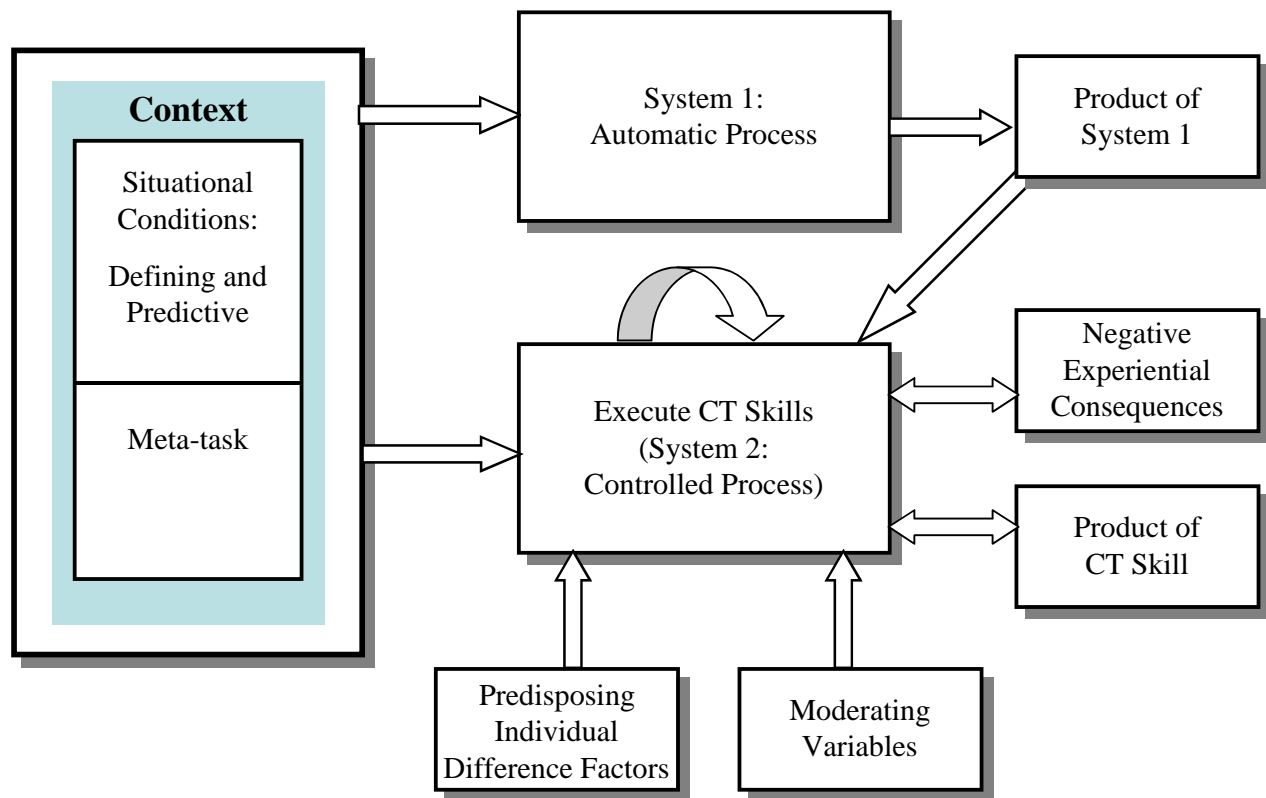 Context
Situational
Conditions:
Defining and
Predictive
Meta-task
System 1:
Automatic Process
Product of
System 1
Execute CT Skills
(System 2:
Controlled Process)
Negative
Experiential
Consequences
Product of
CT Skill
Predisposing
Individual
Difference Factors
Moderating
Variables